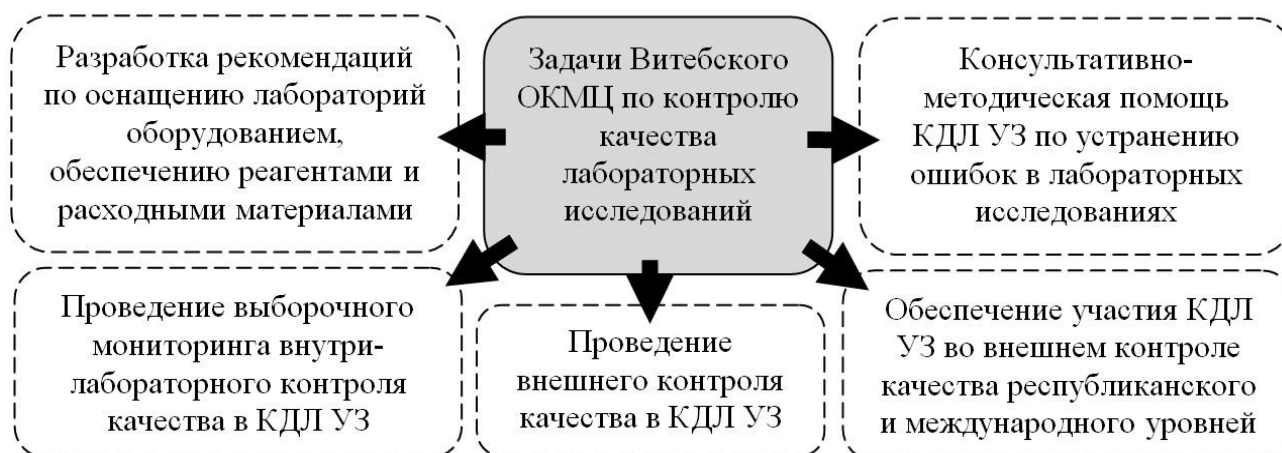 Разработка рекомендаций
по оснащению лабораторий
оборудованием,
обеспечению реагентами и
расходными материалами
Задачи Витебского
ОКМЦ по контролю
качества
лабораторных
исследований
Консультативно-
методическая помощь
КДЛ УЗ по устранению
ошибок в лабораторных
исследованиях
Проведение выборочного
мониторинга внутри-
лабораторного контроля
качества в КДЛ УЗ
Проведение
внешнего контроля
качества в КДЛ УЗ
Обеспечение участия КДЛ
УЗ во внешнем контроле
качества республиканского
и международного уровней